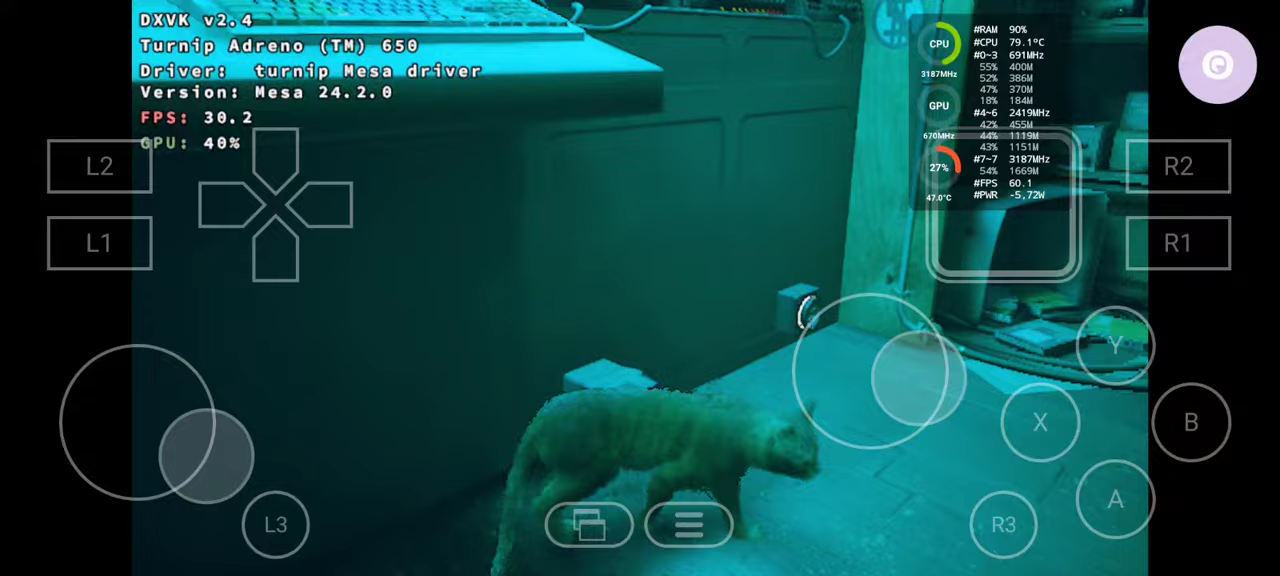 DXVK v2.4
Turnip Adreno (TM) 650
Driver: turnip Mesa driver
Version: Mesa 24.2.0
FPS: 30.2
GPU: 40%
CPU
3187MHz
GPU
670MHz
27%
47.0°C
#RAM 90%
#CPU 79.1ºC
#0~3 691MHz
55% 400M
52% 386M
47% 370M
18% 184M
#4~6 2419MHz
42% 455M
44% 1119M
43% 1151M
#7~7 3187MHz
54% 1669M
#FPS 60.1
#PWR -5,72W
L2
L1
R2
R1
Y
X
B
A
L3
R3